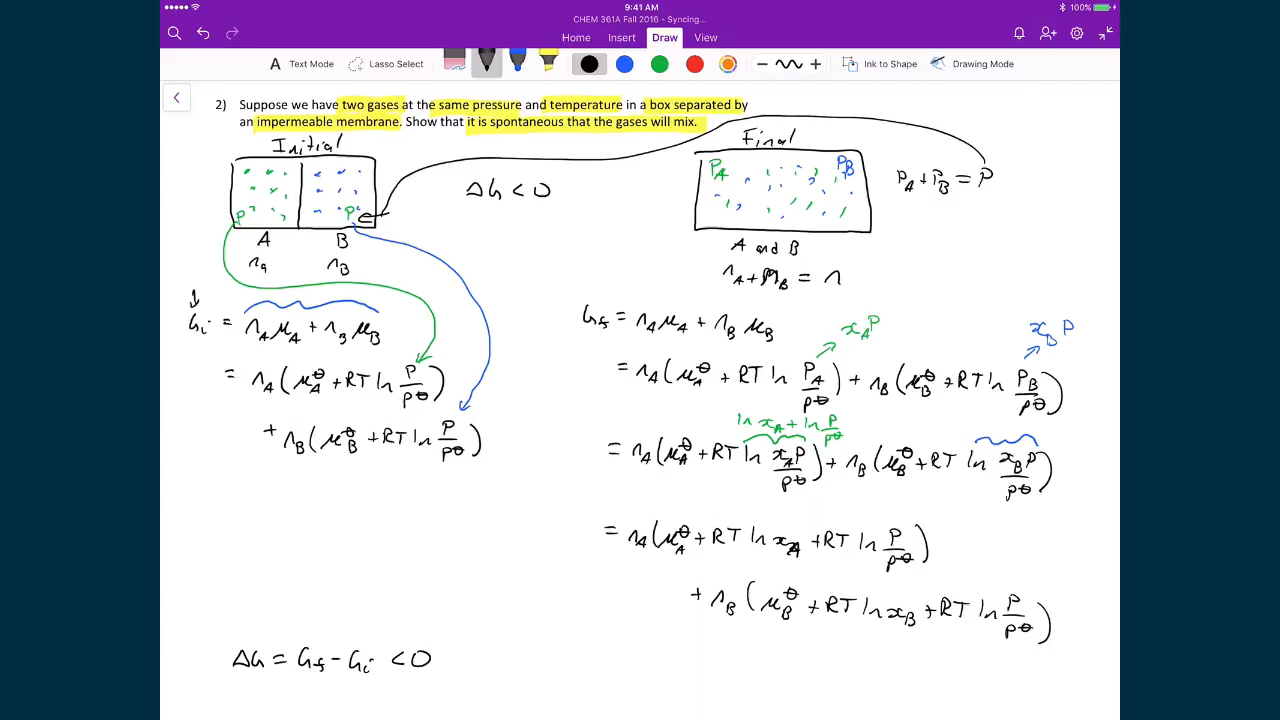 9:41 AM
100%
CHEM 361A Fall 2016 - Syncing...
Home Insert Draw View
Text Mode Lasso Select Ink to Shape Drawing Mode
2) Suppose we have two gases at the same pressure and temperature in a box separated by
an impermeable membrane. Show that it is spontaneous that the gases will mix.
Initial
Final
P P
P_A P_B
P_A + P_B = P
ΔG < 0
A B
n_A n_B
A and B
n_A + n_B = n
G_i = n_A μ_A + n_B μ_B
= n_A (μ_A^⊖ + RT ln P/P^⊖)
+ n_B (μ_B^⊖ + RT ln P/P^⊖)
G_f = n_A μ_A + n_B μ_B
x_A P x_B P
= n_A (μ_A^⊖ + RT ln P_A/P^⊖) + n_B (μ_B^⊖ + RT ln P_B/P^⊖)
ln x_A + ln P/P^⊖
= n_A (μ_A^⊖ + RT ln x_A P/P^⊖) + n_B (μ_B^⊖ + RT ln x_B P/P^⊖)
= n_A (μ_A^⊖ + RT ln x_A + RT ln P/P^⊖)
+ n_B (μ_B^⊖ + RT ln x_B + RT ln P/P^⊖)
ΔG = G_f - G_i < 0